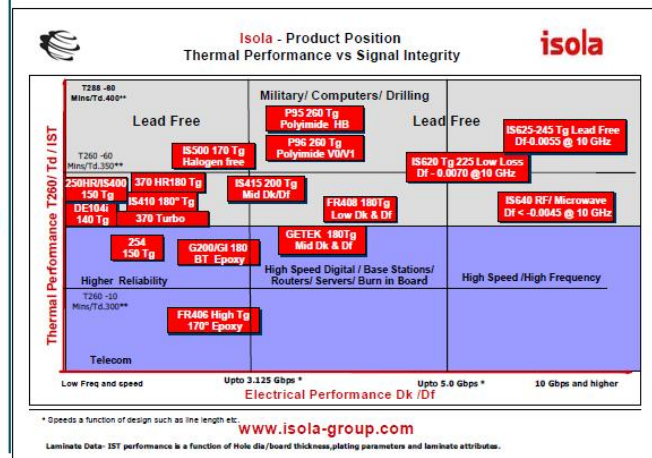 Isola - Product Position
Thermal Performance vs Signal Integrity
isola
T288 -60
Mins/Td.400**
Military/ Computers/ Drilling
Lead Free
P95 260 Tg
Polyimide HB
Lead Free
IS625-245 Tg Lead Free
Df-0.0055 @ 10 GHz
IS500 170 Tg
Halogen free
P96 260 Tg
Polyimide V0/V1
T260 -60
Mins/Td.350**
IS620 Tg 225 Low Loss
Df - 0.0070 @10 GHz
250HR/IS400
150 Tg
370 HR180 Tg
IS415 200 Tg
Mid Dk/Df
IS410 180° Tg
FR408 180Tg
Low Dk & Df
IS640 RF/ Microwave
Df < -0.0045 @ 10 GHz
DE104i
140 Tg
370 Turbo
254
150 Tg
G200/GI 180
BT Epoxy
GETEK 180Tg
Mid Dk & Df
Higher Reliability
High Speed Digital / Base Stations/
Routers/ Servers/ Burn in Board
High Speed /High Frequency
T260 -10
Mins/Td.300**
FR406 High Tg
170° Epoxy
Telecom
Thermal Performance T260/ Td / IST
Low Freq and speed
Upto 3.125 Gbps *
Upto 5.0 Gbps *
10 Gbps and higher
Electrical Performance Dk /Df
* Speeds a function of design such as line length etc.
www.isola-group.com
Laminate Data- IST performance is a function of Hole dia/board thickness,plating parameters and laminate attributes.